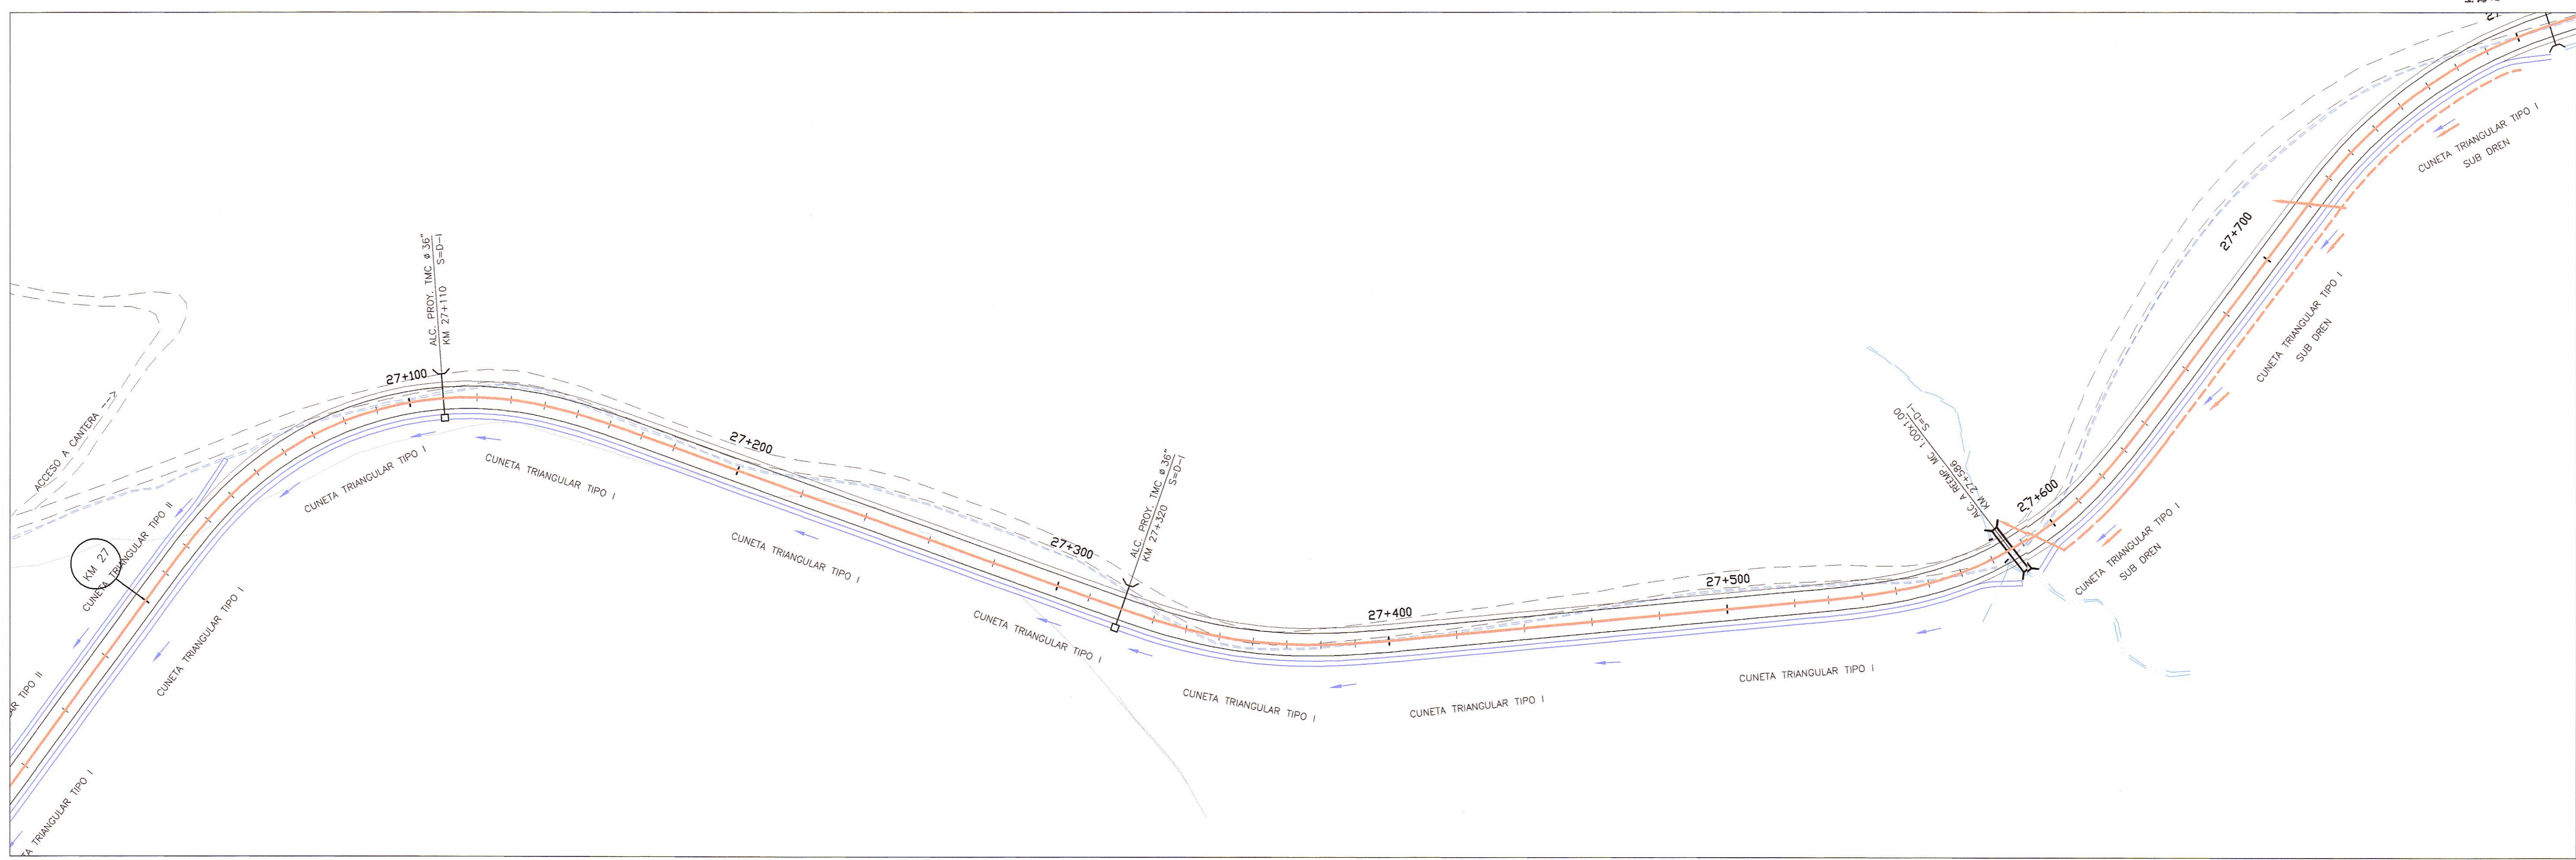 ACCESO A CANTERA -->
KM 27
CUNETA TRIANGULAR TIPO II
AR TIPO II
TA TRIANGULAR TIPO I
CUNETA TRIANGULAR TIPO I
CUNETA TRIANGULAR TIPO I
27+100
ALC. PROY. TMC ø 36"
KM 27+110 S=D-I
CUNETA TRIANGULAR TIPO I
27+200
CUNETA TRIANGULAR TIPO I
27+300
CUNETA TRIANGULAR TIPO I
ALC. PROY. TMC ø 36"
KM 27+320 S=D-I
CUNETA TRIANGULAR TIPO I
27+400
CUNETA TRIANGULAR TIPO I
27+500
CUNETA TRIANGULAR TIPO I
ALC. A REEMP. MC 1.00x1.00
KM 27+586 S=D-I
27+600
CUNETA TRIANGULAR TIPO I
SUB DREN
27+700
CUNETA TRIANGULAR TIPO I
SUB DREN
CUNETA TRIANGULAR TIPO I
SUB DREN